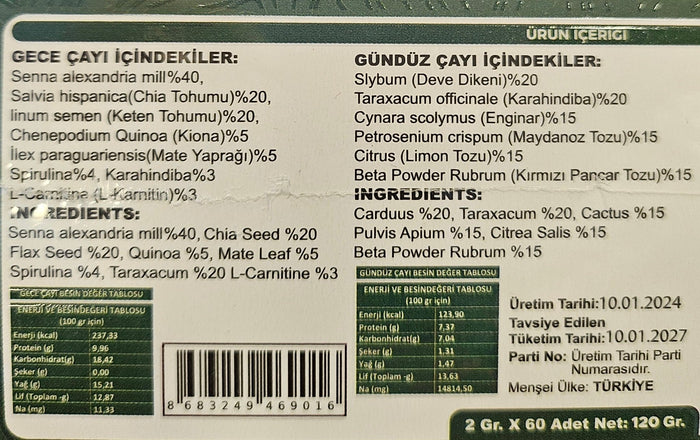 ÜRÜN İÇERİĞİ
GECE ÇAYI İÇİNDEKİLER:
Senna alexandria mill%40,
Salvia hispanica(Chia Tohumu)%20,
linum semen (Keten Tohumu)%20,
Chenepodium Quinoa (Kiona)%5
İlex paraguariensis(Mate Yaprağı)%5
Spirulina%4, Karahindiba%3
L-Carnitine (L-Karnitin)%3
INGREDIENTS:
Senna alexandria mill%40, Chia Seed %20
Flax Seed %20, Quinoa %5, Mate Leaf %5
Spirulina %4, Taraxacum %20 L-Carnitine %3
GECE ÇAYI BESİN DEĞER TABLOSU
ENERJİ VE BESİNDEĞERİ TABLOSU
(100 gr için)
Enerji (kcal) 237,33
Protein (g) 9,96
Karbonhidrat(g) 18,42
Şeker (g) 0,00
Yağ (g) 15,21
Lif (Toplam -g) 12,87
Na (mg) 11,33
8 683249 469016
GÜNDÜZ ÇAYI İÇİNDEKİLER:
Slybum (Deve Dikeni)%20
Taraxacum officinale (Karahindiba)%20
Cynara scolymus (Enginar)%15
Petrosenium crispum (Maydanoz Tozu)%15
Citrus (Limon Tozu)%15
Beta Powder Rubrum (Kırmızı Pancar Tozu)%15
INGREDIENTS:
Carduus %20, Taraxacum %20, Cactus %15
Pulvis Apium %15, Citrea Salis %15
Beta Powder Rubrum %15
GÜNDÜZ ÇAYI BESİN DEĞER TABLOSU
ENERJİ VE BESİNDEĞERİ TABLOSU
(100 gr için)
Enerji (kcal) 123,90
Protein (g) 7,37
Karbonhidrat(g) 7,04
Şeker (g) 1,31
Yağ (g) 1,47
Lif (Toplam -g) 13,63
Na (mg) 14814,50
Üretim Tarihi:10.01.2024
Tavsiye Edilen
Tüketim Tarihi:10.01.2027
Parti No: Üretim Tarihi Parti
Numarasıdır.
Menşei Ülke: TÜRKİYE
2 Gr. X 60 Adet Net: 120 Gr.